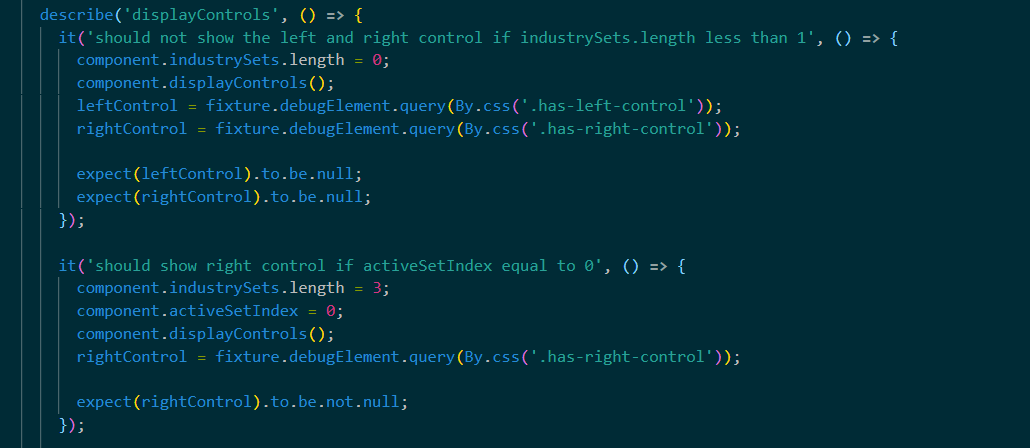 describe('displayControls', () => {
it('should not show the left and right control if industrySets.length less than 1', () => {
component.industrySets.length = 0;
component.displayControls();
leftControl = fixture.debugElement.query(By.css('.has-left-control'));
rightControl = fixture.debugElement.query(By.css('.has-right-control'));
expect(leftControl).to.be.null;
expect(rightControl).to.be.null;
});
it('should show right control if activeSetIndex equal to 0', () => {
component.industrySets.length = 3;
component.activeSetIndex = 0;
component.displayControls();
rightControl = fixture.debugElement.query(By.css('.has-right-control'));
expect(rightControl).to.be.not.null;
});